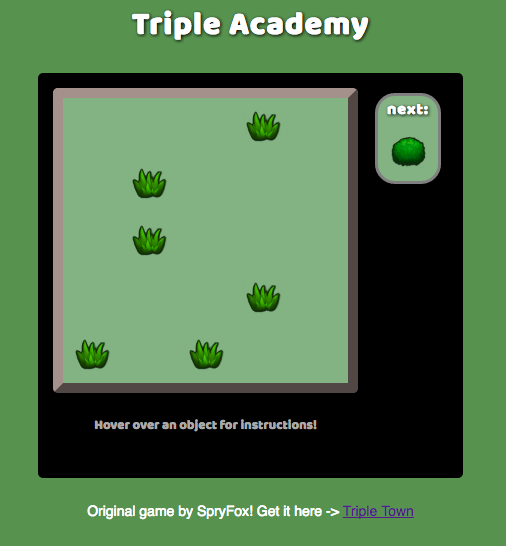 Triple Academy
next:
Hover over an object for instructions!
Original game by SpryFox! Get it here -> Triple Town